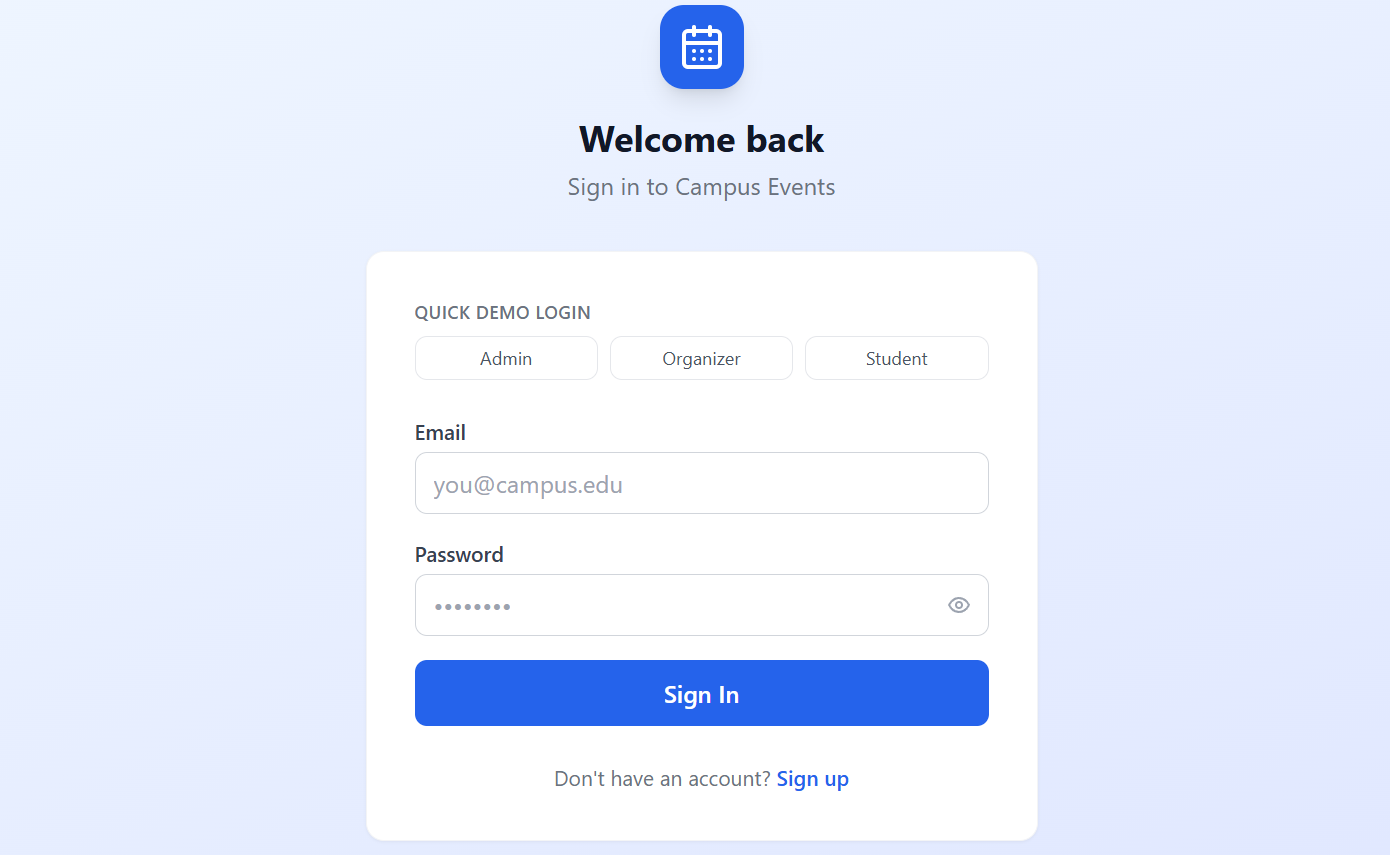 Welcome back
Sign in to Campus Events
QUICK DEMO LOGIN
Admin Organizer Student
Email
you@campus.edu
Password
••••••••
Sign In
Don't have an account? Sign up